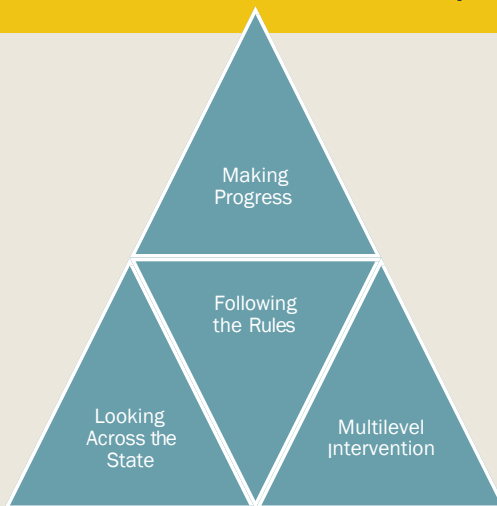 Making
Progress
Following
the Rules
Looking
Across the
State
Multilevel
Intervention